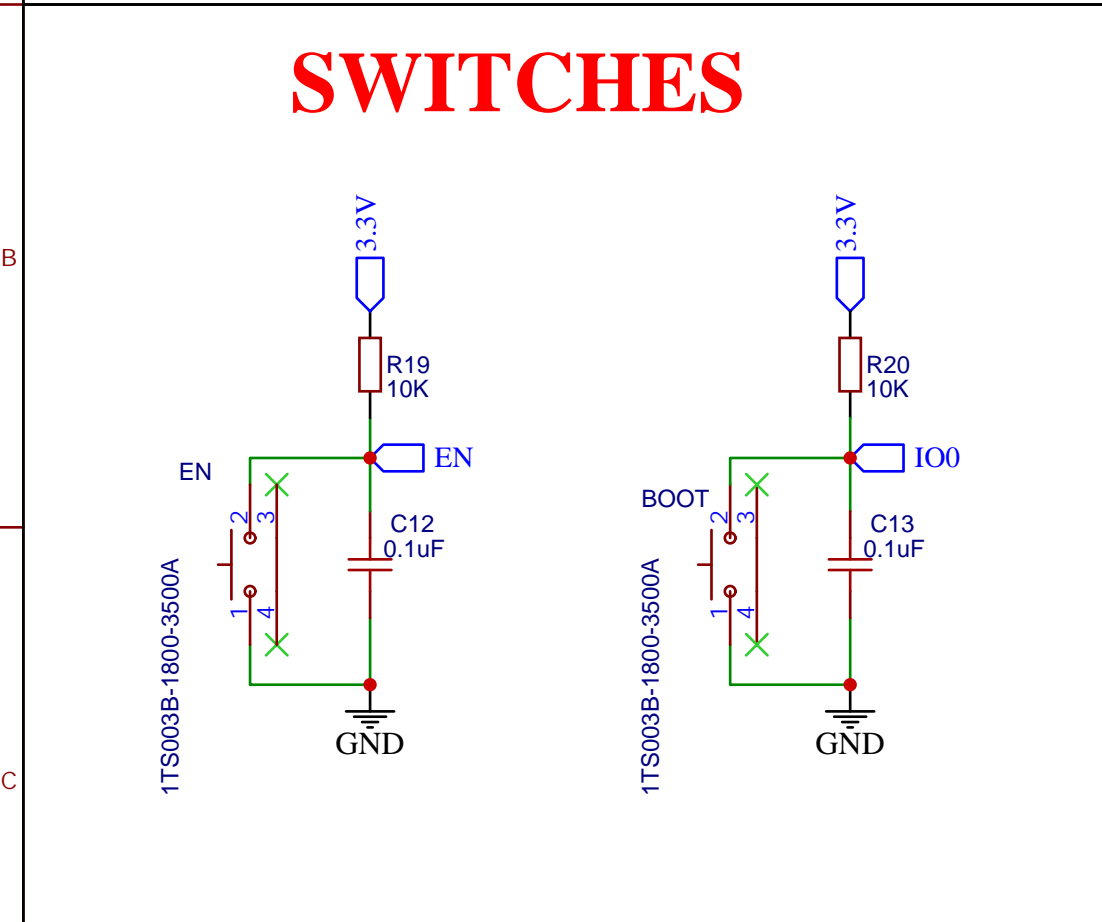 SWITCHES
3.3V
3.3V
B
R19
10K
R20
10K
EN
EN
IO0
BOOT
2
3
C12
0.1uF
2
3
C13
0.1uF
1
4
1
4
1TS003B-1800-3500A
1TS003B-1800-3500A
GND
GND
C